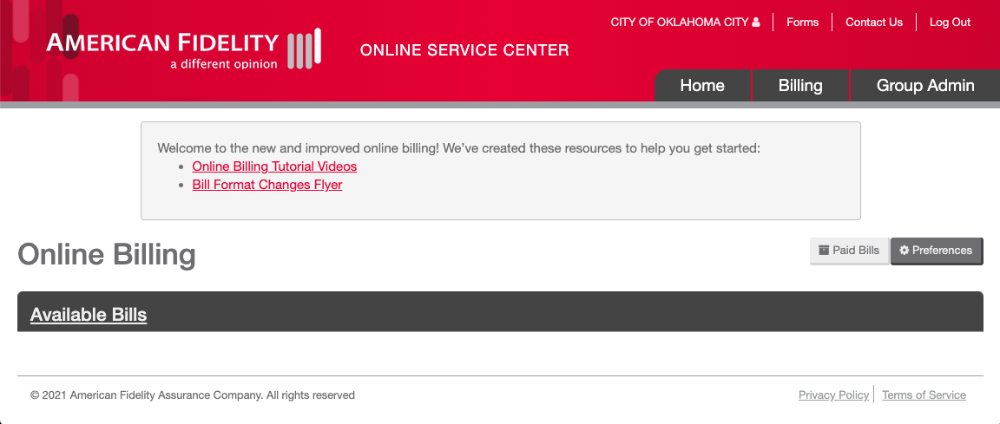 CITY OF OKLAHOMA CITY Forms Contact Us Log Out
AMERICAN FIDELITY
a different opinion
ONLINE SERVICE CENTER
Home Billing Group Admin
Welcome to the new and improved online billing! We’ve created these resources to help you get started:
• Online Billing Tutorial Videos
• Bill Format Changes Flyer
Online Billing
Paid Bills Preferences
Available Bills
© 2021 American Fidelity Assurance Company. All rights reserved
Privacy Policy Terms of Service